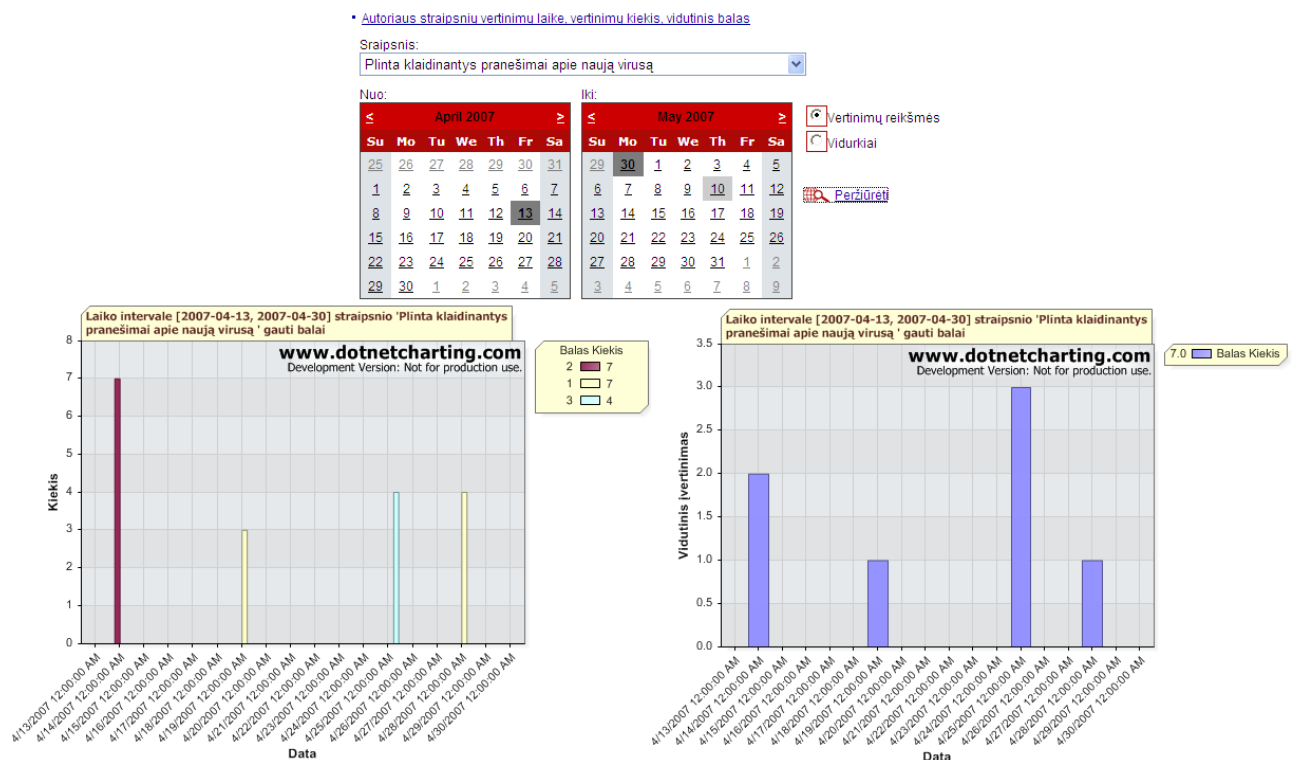 Autoriaus straipsnių vertinimų laike, vertinimų kiekis, vidutinis balas
Sraipsnis:
Plinta klaidinantys pranešimai apie naują virusą
Nuo:
< April 2007 >
Su Mo Tu We Th Fr Sa
25 26 27 28 29 30 31
1 2 3 4 5 6 7
8 9 10 11 12 13 14
15 16 17 18 19 20 21
22 23 24 25 26 27 28
29 30 1 2 3 4 5
Iki:
< May 2007 >
Su Mo Tu We Th Fr Sa
29 30 1 2 3 4 5
6 7 8 9 10 11 12
13 14 15 16 17 18 19
20 21 22 23 24 25 26
27 28 29 30 31 1 2
3 4 5 6 7 8 9
Vertinimų reikšmės
Vidurkiai
Peržiūrėti
Laiko intervale [2007-04-13, 2007-04-30] straipsnio 'Plinta klaidinantys
pranešimai apie naują virusą ' gauti balai
www.dotnetcharting.com
Development Version: Not for production use.
Balas Kiekis
2 7
1 7
3 4
Kiekis
8
7
6
5
4
3
2
1
0
4/13/2007 12:00:00 AM
4/14/2007 12:00:00 AM
4/15/2007 12:00:00 AM
4/16/2007 12:00:00 AM
4/17/2007 12:00:00 AM
4/18/2007 12:00:00 AM
4/19/2007 12:00:00 AM
4/20/2007 12:00:00 AM
4/21/2007 12:00:00 AM
4/22/2007 12:00:00 AM
4/23/2007 12:00:00 AM
4/24/2007 12:00:00 AM
4/25/2007 12:00:00 AM
4/26/2007 12:00:00 AM
4/27/2007 12:00:00 AM
4/28/2007 12:00:00 AM
4/29/2007 12:00:00 AM
4/30/2007 12:00:00 AM
Data
Laiko intervale [2007-04-13, 2007-04-30] straipsnio 'Plinta klaidinantys
pranešimai apie naują virusą ' gauti balai
www.dotnetcharting.com
Development Version: Not for production use.
7.0 Balas Kiekis
Vidutinis įvertinimas
3.5
3.0
2.5
2.0
1.5
1.0
0.5
0.0
4/13/2007 12:00:00 AM
4/14/2007 12:00:00 AM
4/15/2007 12:00:00 AM
4/16/2007 12:00:00 AM
4/17/2007 12:00:00 AM
4/18/2007 12:00:00 AM
4/19/2007 12:00:00 AM
4/20/2007 12:00:00 AM
4/21/2007 12:00:00 AM
4/22/2007 12:00:00 AM
4/23/2007 12:00:00 AM
4/24/2007 12:00:00 AM
4/25/2007 12:00:00 AM
4/26/2007 12:00:00 AM
4/27/2007 12:00:00 AM
4/28/2007 12:00:00 AM
4/29/2007 12:00:00 AM
4/30/2007 12:00:00 AM
Data